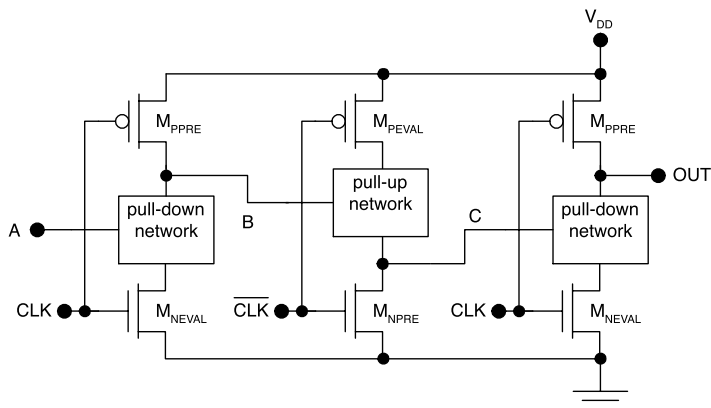 V_DD
M_PPRE
M_PEVAL
M_PPRE
OUT
pull-down
network
pull-up
network
pull-down
network
A
B
C
CLK
M_NEVAL
C̅L̅K̅
M_NPRE
CLK
M_NEVAL